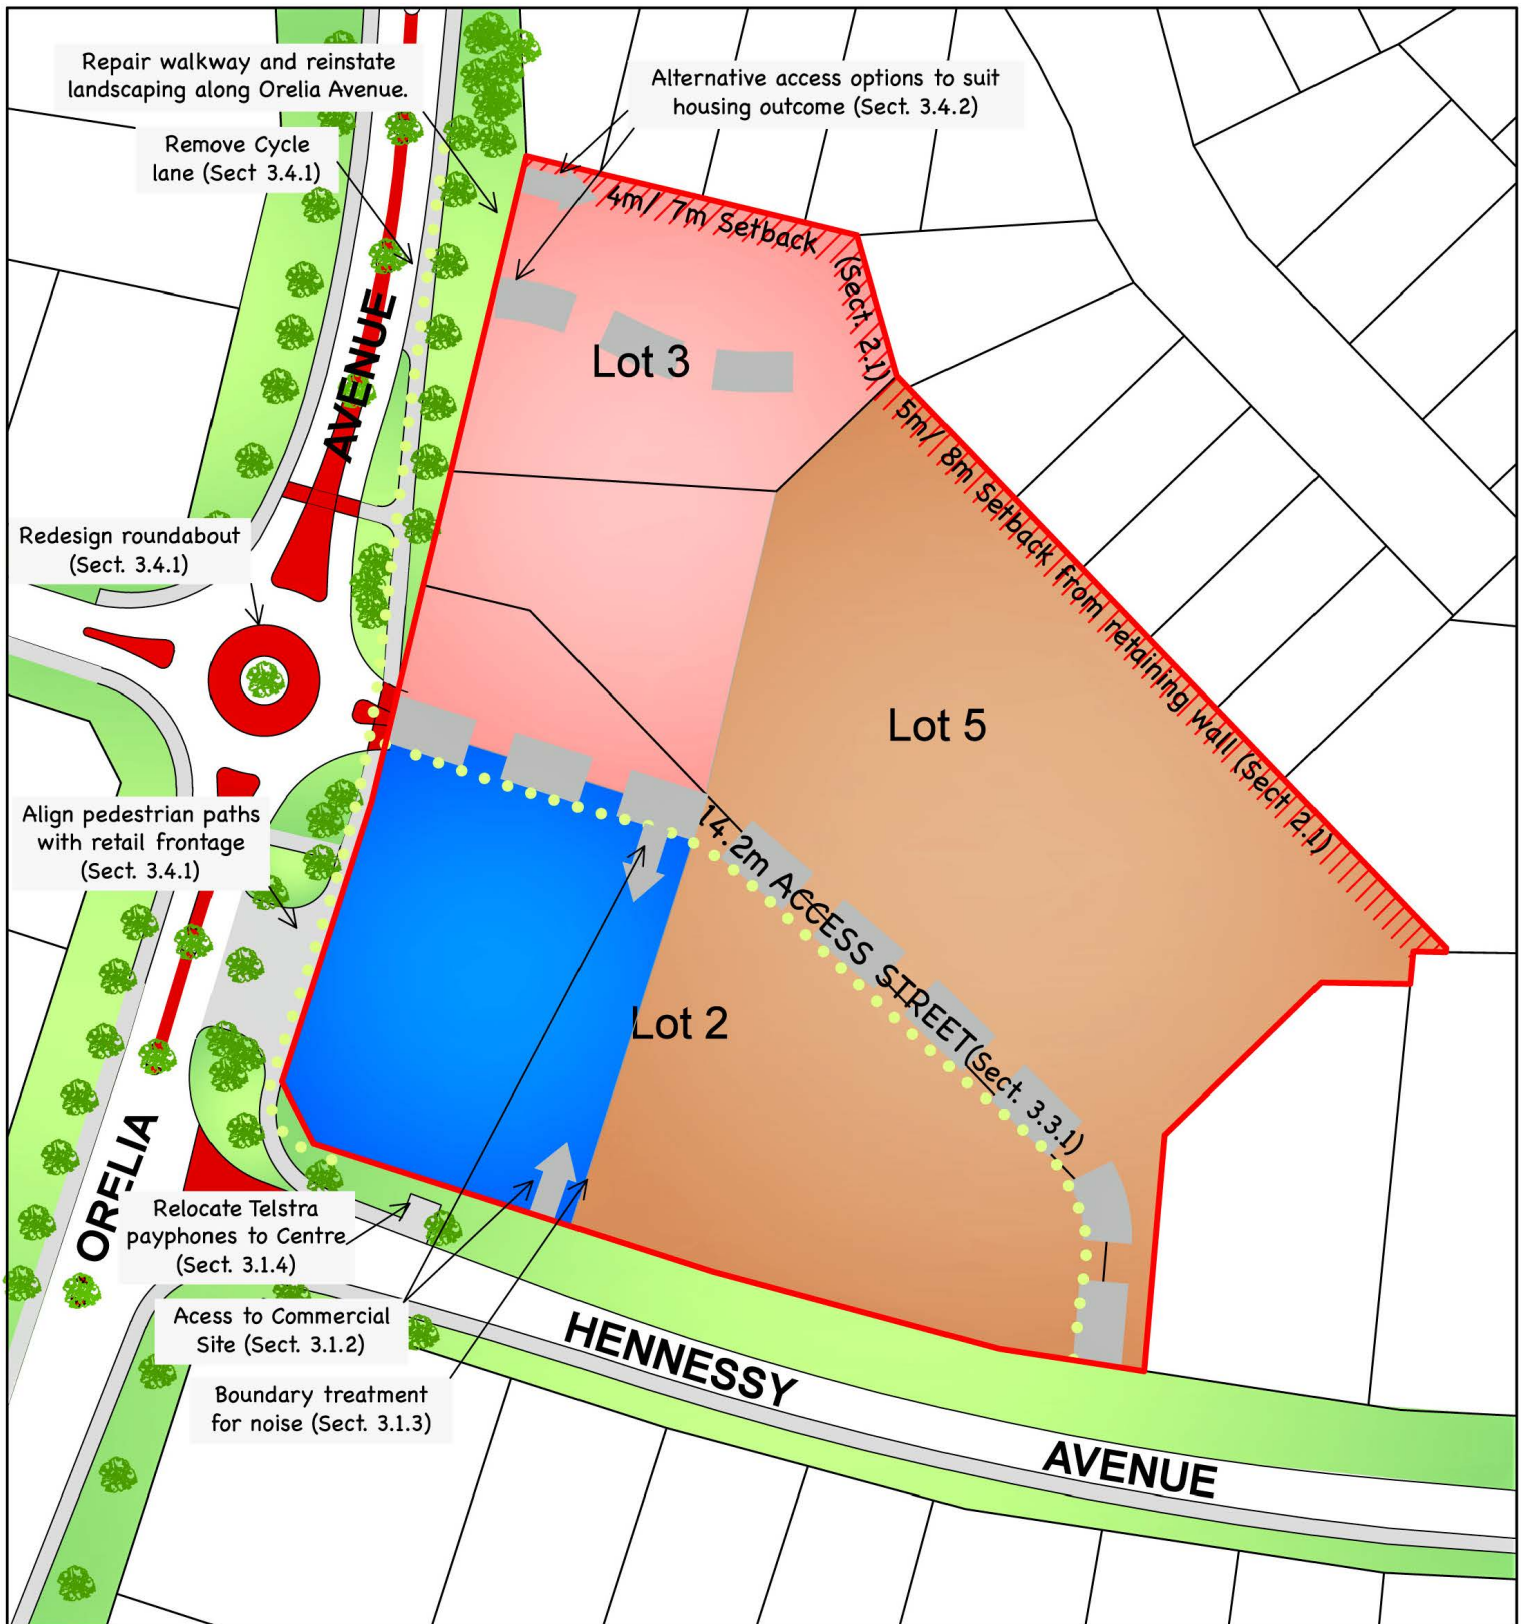 Repair walkway and reinstate
landscaping along Orelia Avenue.
Alternative access options to suit
housing outcome (Sect. 3.4.2)
Remove Cycle
lane (Sect 3.4.1)
4m/ 7m Setback (Sect. 2.1)
AVENUE
Lot 3
5m/ 8m Setback from retaining wall (Sect 2.1)
Redesign roundabout
(Sect. 3.4.1)
Lot 5
Align pedestrian paths
with retail frontage
(Sect. 3.4.1)
14.2m ACCESS STREET(Sect. 3.3.1)
Lot 2
ORELIA
Relocate Telstra
payphones to Centre
(Sect. 3.1.4)
Acess to Commercial
Site (Sect. 3.1.2)
Boundary treatment
for noise (Sect. 3.1.3)
HENNESSY
AVENUE